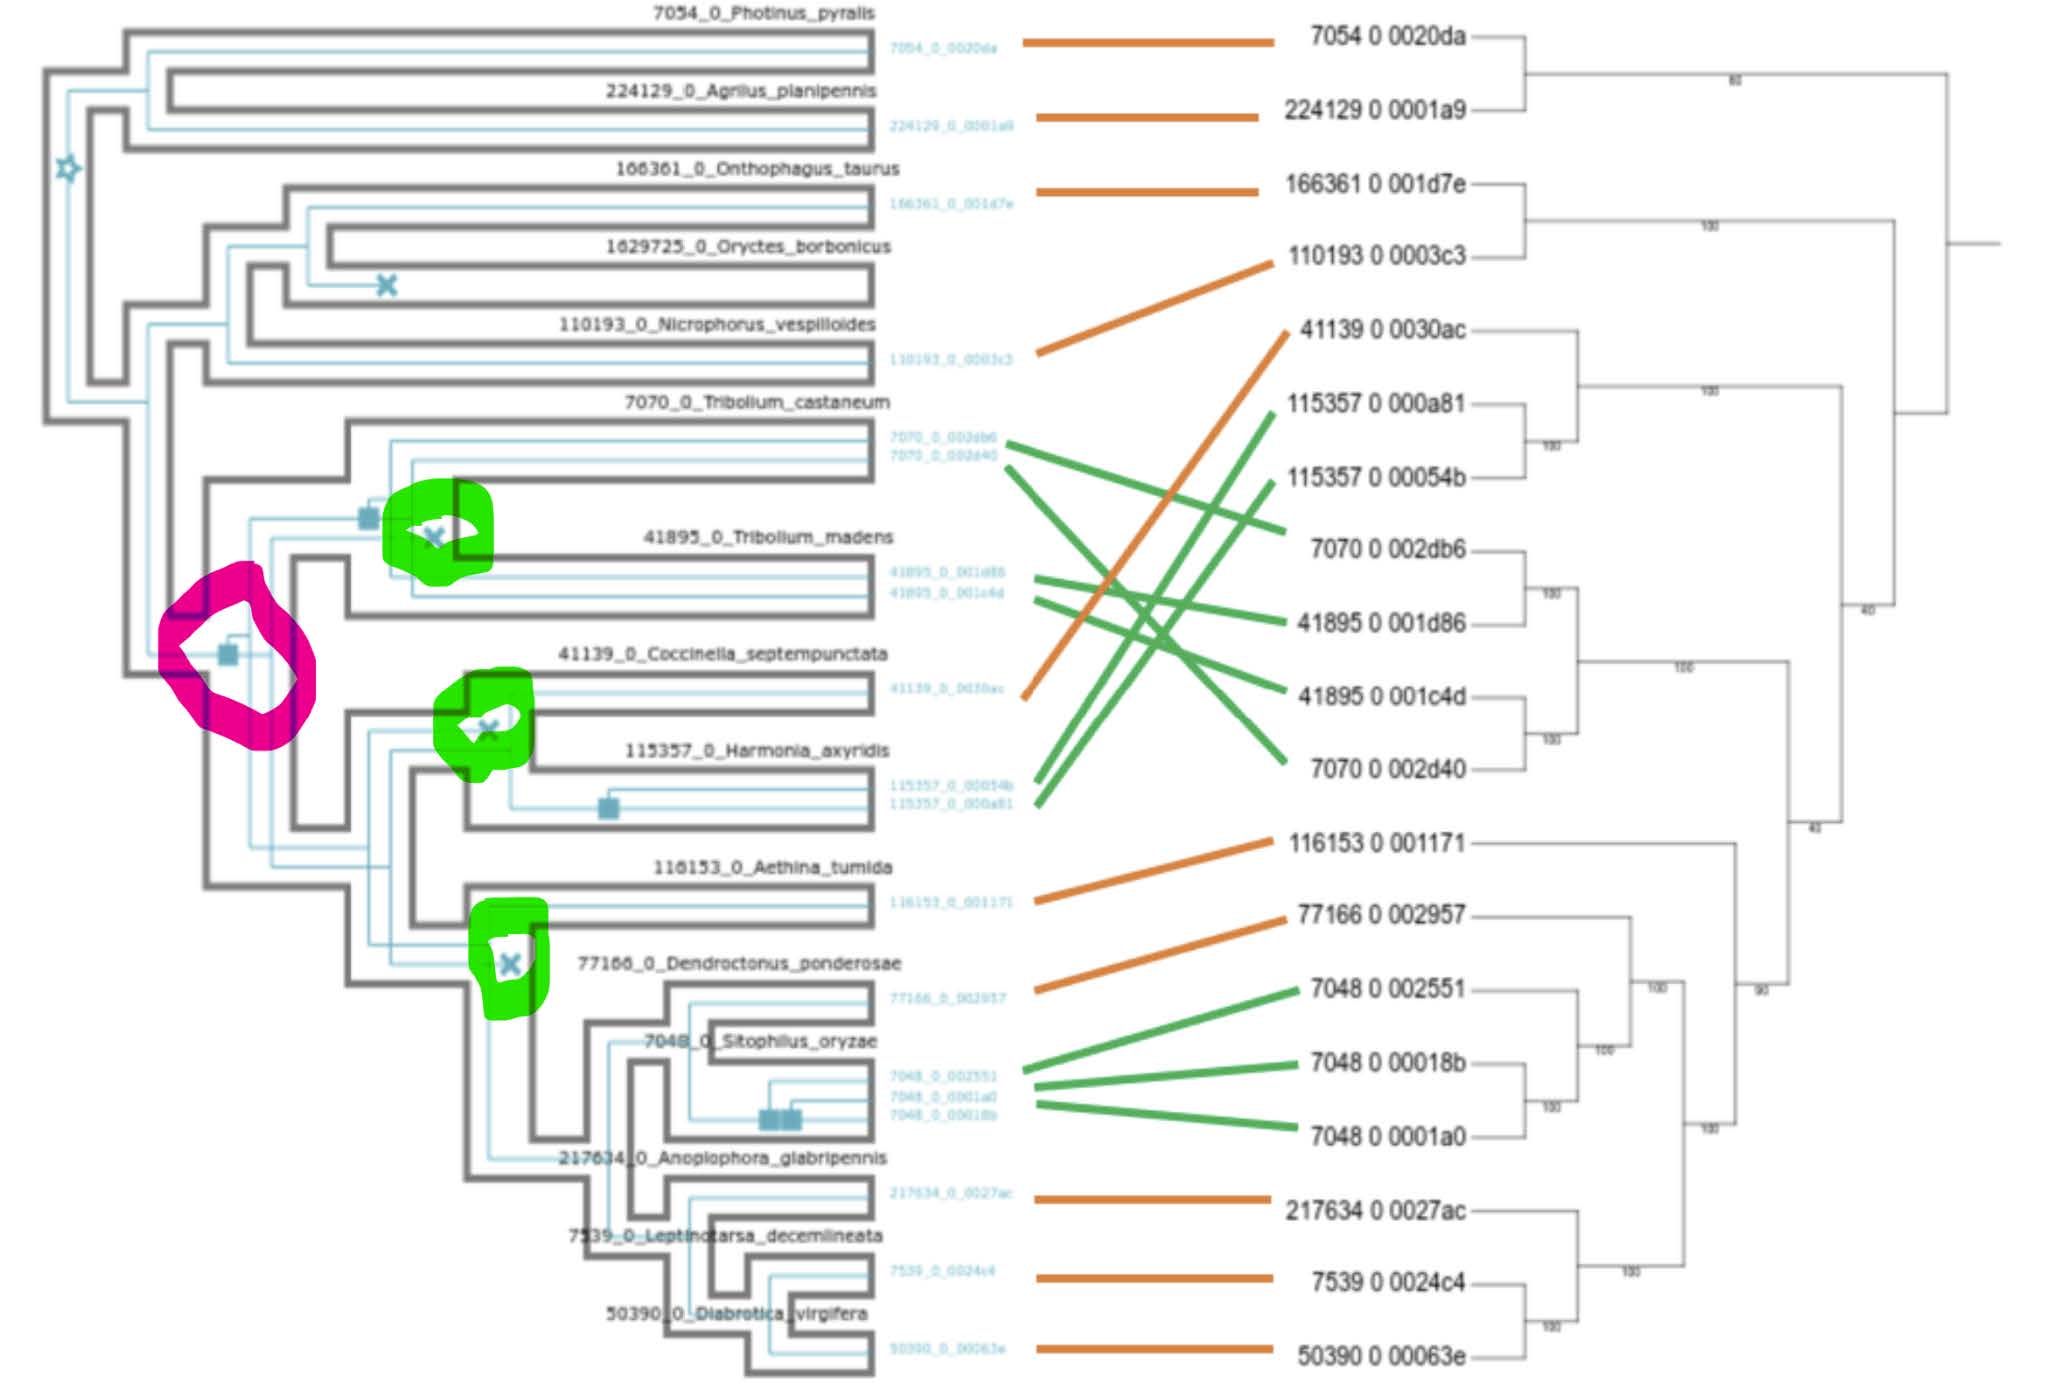 7054_0_Photinus_pyralis
7054_0_0020da
224129_0_Agrilus_planipennis
224129_0_0001a9
166361_0_Onthophagus_taurus
166361_0_001d7e
1629725_0_Oryctes_borbonicus
110193_0_Nicrophorus_vespilloides
110193_0_0003c3
7070_0_Tribolium_castaneum
7070_0_002db6
7070_0_002d40
41895_0_Tribolium_madens
41895_0_001d86
41895_0_001c4d
41139_0_Coccinella_septempunctata
41139_0_0030ac
115357_0_Harmonia_axyridis
115357_0_00054b
115357_0_000a81
116153_0_Aethina_tumida
116153_0_001171
77166_0_Dendroctonus_ponderosae
77166_0_002957
7048_0_Sitophilus_oryzae
7048_0_002551
7048_0_0001a0
7048_0_00018b
217634_0_Anoplophora_glabripennis
217634_0_0027ac
7539_0_Leptinotarsa_decemlineata
7539_0_0024c4
50390_0_Diabrotica_virgifera
50390_0_00063e
7054 0 0020da
60
224129 0 0001a9
166361 0 001d7e
100
110193 0 0003c3
41139 0 0030ac
100
115357 0 000a81
100
115357 0 00054b
7070 0 002db6
100
41895 0 001d86
40
100
41895 0 001c4d
100
7070 0 002d40
40
116153 0 001171
77166 0 002957
100
90
7048 0 002551
100
7048 0 00018b
100
100
7048 0 0001a0
217634 0 0027ac
100
7539 0 0024c4
100
50390 0 00063e